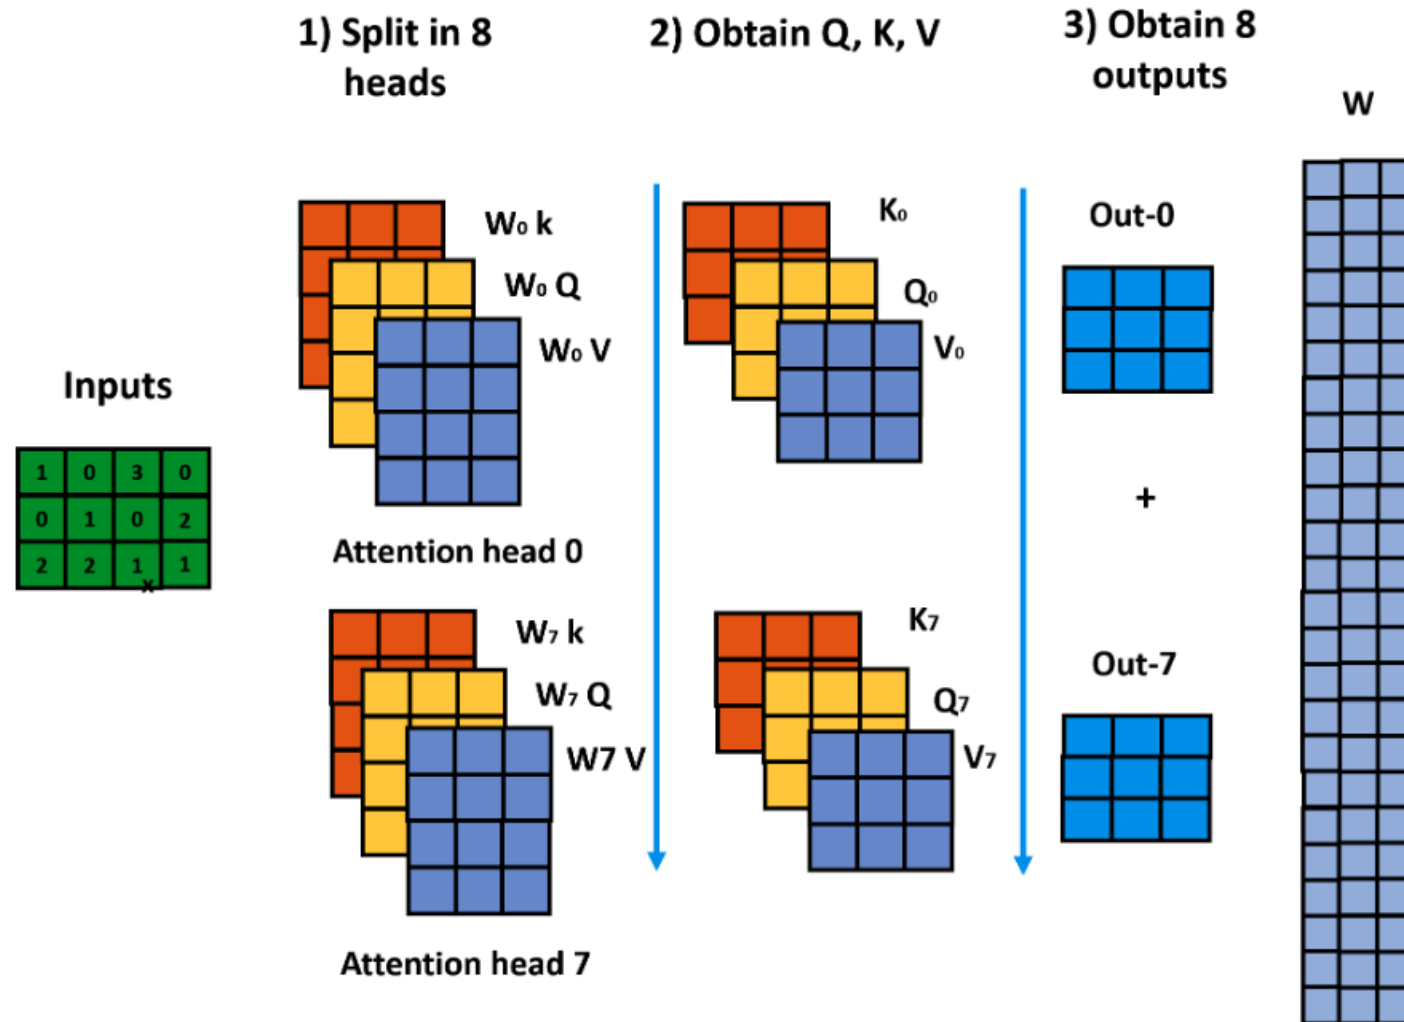 1) Split in 8
heads
2) Obtain Q, K, V
3) Obtain 8
outputs
W
Inputs
1 0 3 0
0 1 0 2
2 2 1 1
x
W₀ k
W₀ Q
W₀ V
Attention head 0
W₇ k
W₇ Q
W7 V
Attention head 7
K₀
Q₀
V₀
K₇
Q₇
V₇
Out-0
+
Out-7